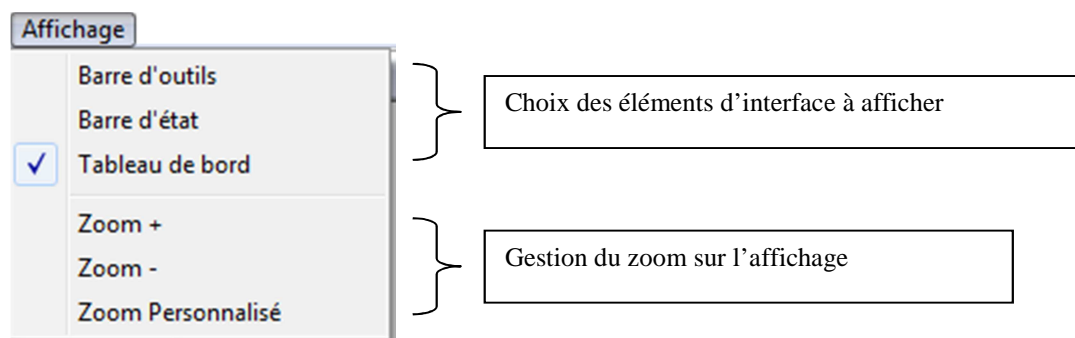 Affichage
Barre d'outils
Barre d'état
Tableau de bord
Choix des éléments d’interface à afficher
Zoom +
Zoom -
Zoom Personnalisé
Gestion du zoom sur l’affichage